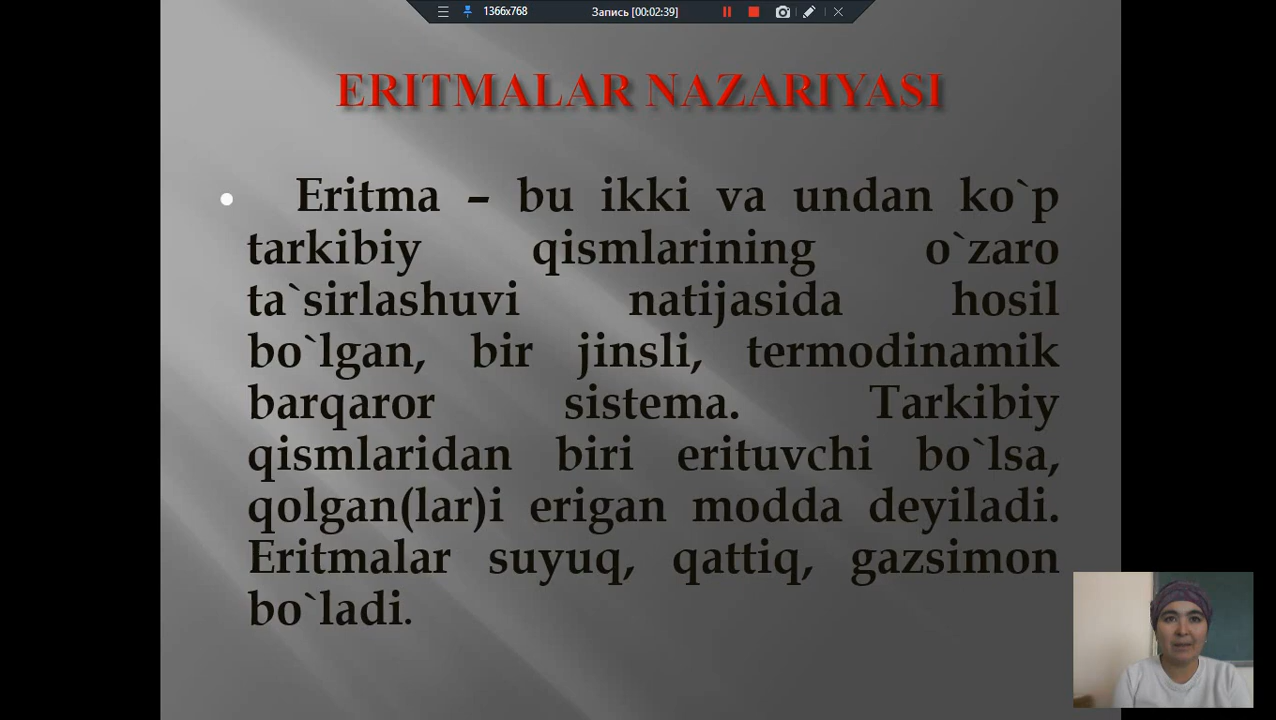 1366x768 Запись [00:02:39]
ERITMALAR NAZARIYASI
Eritma – bu ikki va undan ko`p
tarkibiy qismlarining o`zaro
ta`sirlashuvi natijasida hosil
bo`lgan, bir jinsli, termodinamik
barqaror sistema. Tarkibiy
qismlaridan biri erituvchi bo`lsa,
qolgan(lar)i erigan modda deyiladi.
Eritmalar suyuq, qattiq, gazsimon
bo`ladi.